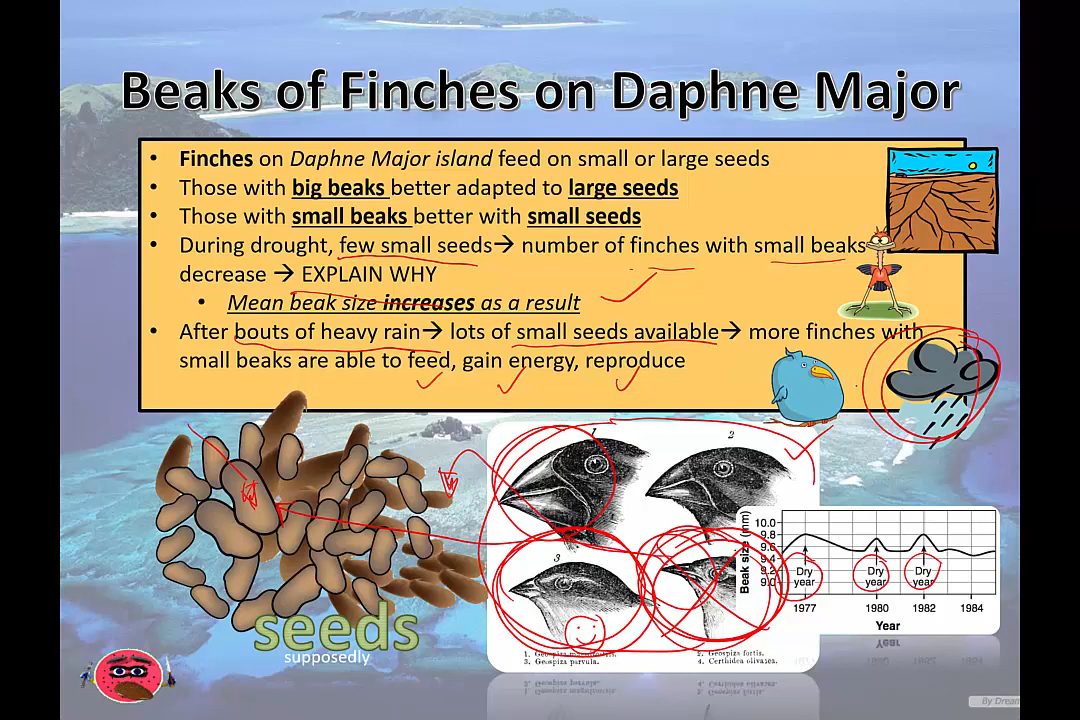 Beaks of Finches on Daphne Major
• Finches on Daphne Major island feed on small or large seeds
• Those with big beaks better adapted to large seeds
• Those with small beaks better with small seeds
• During drought, few small seeds→ number of finches with small beaks
decrease → EXPLAIN WHY
• Mean beak size increases as a result
• After bouts of heavy rain→ lots of small seeds available→ more finches with
small beaks are able to feed, gain energy, reproduce
1
2
3
1. Geospiza
2. Geospiza fortis.
3. Geospiza parvula.
4. Certhidea olivacea.
Beak size (mm)
10.0
9.8
9.6
9.4
9.2
9.0
Dry
year
Dry
year
Dry
year
1977
1980
1982
1984
Year
seeds
supposedly
By Dream